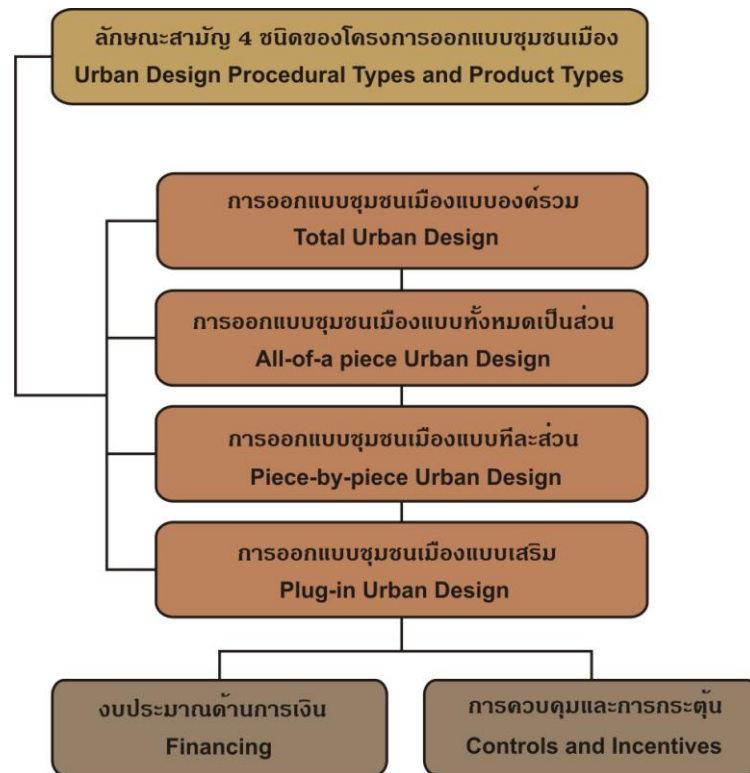 ลักษณะสามัญ 4 ชนิดของโครงการออกแบบชุมชนเมือง
Urban Design Procedural Types and Product Types
การออกแบบชุมชนเมืองแบบองค์รวม
Total Urban Design
การออกแบบชุมชนเมืองแบบทั้งหมดเป็นส่วน
All-of-a piece Urban Design
การออกแบบชุมชนเมืองแบบทีละส่วน
Piece-by-piece Urban Design
การออกแบบชุมชนเมืองแบบเสริม
Plug-in Urban Design
งบประมาณด้านการเงิน
Financing
การควบคุมและการกระตุ้น
Controls and Incentives